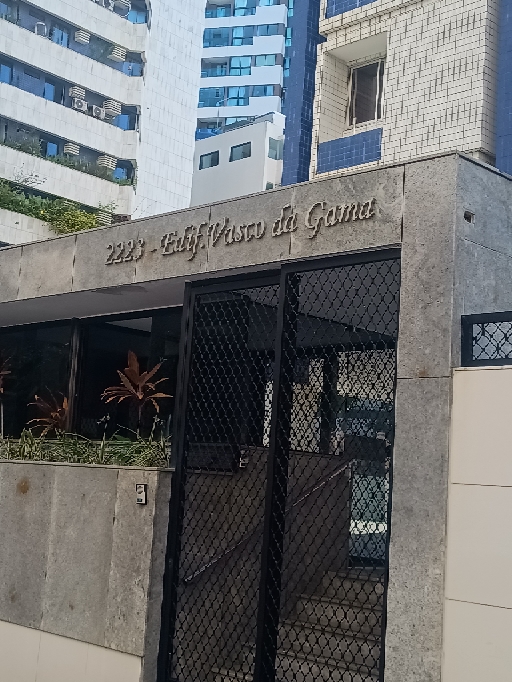 2223 - Edif. Vasco da Gama